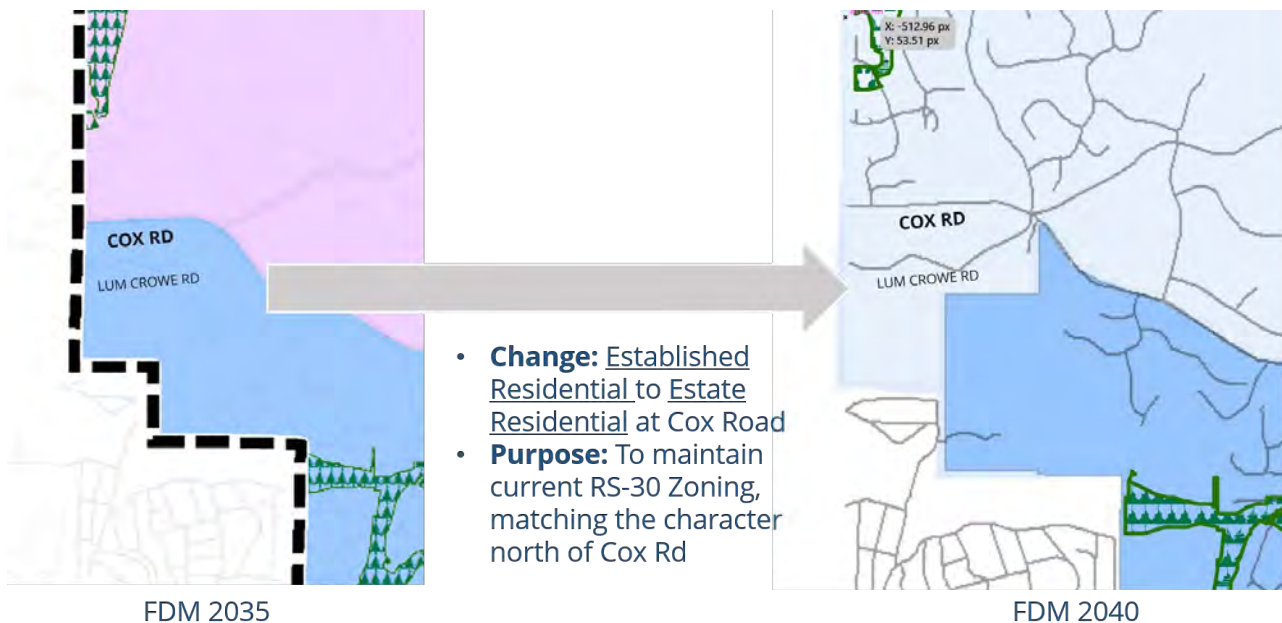 X: -512.96 px
Y: 53.51 px
COX RD
LUM CROWE RD
COX RD
LUM CROWE RD
• Change: Established
Residential to Estate
Residential at Cox Road
• Purpose: To maintain
current RS-30 Zoning,
matching the character
north of Cox Rd
FDM 2035
FDM 2040